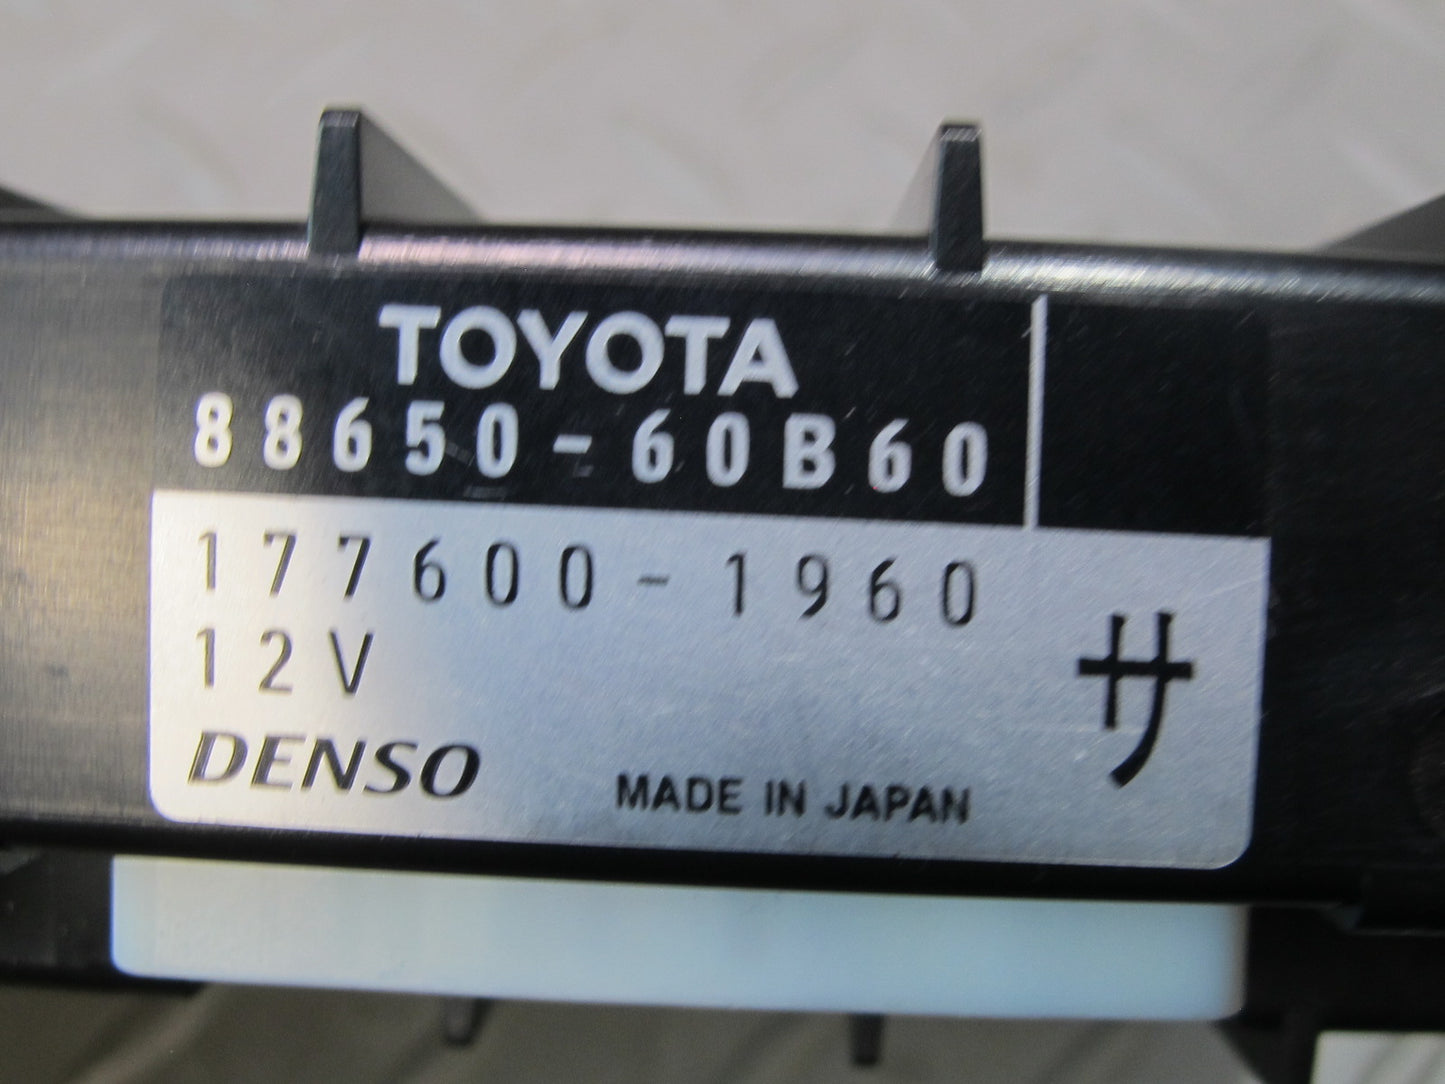 TOYOTA
88650-60B60
177600-1960
12V
サ
DENSO
MADE IN JAPAN